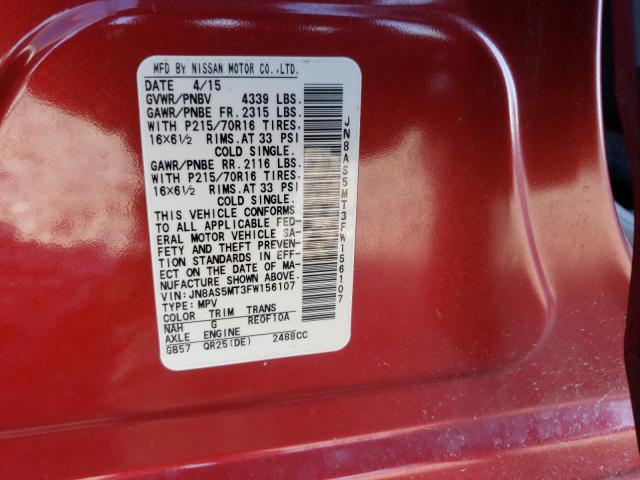 MFD BY NISSAN MOTOR CO.,LTD.
DATE 4/15
GVWR/PNBV 4339 LBS.
GAWR/PNBE FR. 2315 LBS.
WITH P215/70R16 TIRES.
16×6½ RIMS.AT 33 PSI
COLD SINGLE.
GAWR/PNBE RR. 2116 LBS.
WITH P215/70R16 TIRES.
16×6½ RIMS.AT 33 PSI
COLD SINGLE.
THIS VEHICLE CONFORMS
TO ALL APPLICABLE FED-
ERAL MOTOR VEHICLE SA-
FETY AND THEFT PREVEN-
TION STANDARDS IN EFF-
ECT ON THE DATE OF MA-
NUFACTURE SHOWN ABOVE.
VIN: JN8AS5MT3FW156107
TYPE: MPV
COLOR TRIM TRANS
NAH G RE0F10A
AXLE ENGINE
GB57 QR25(DE) 2488CC
JN8AS5MT3FW156107